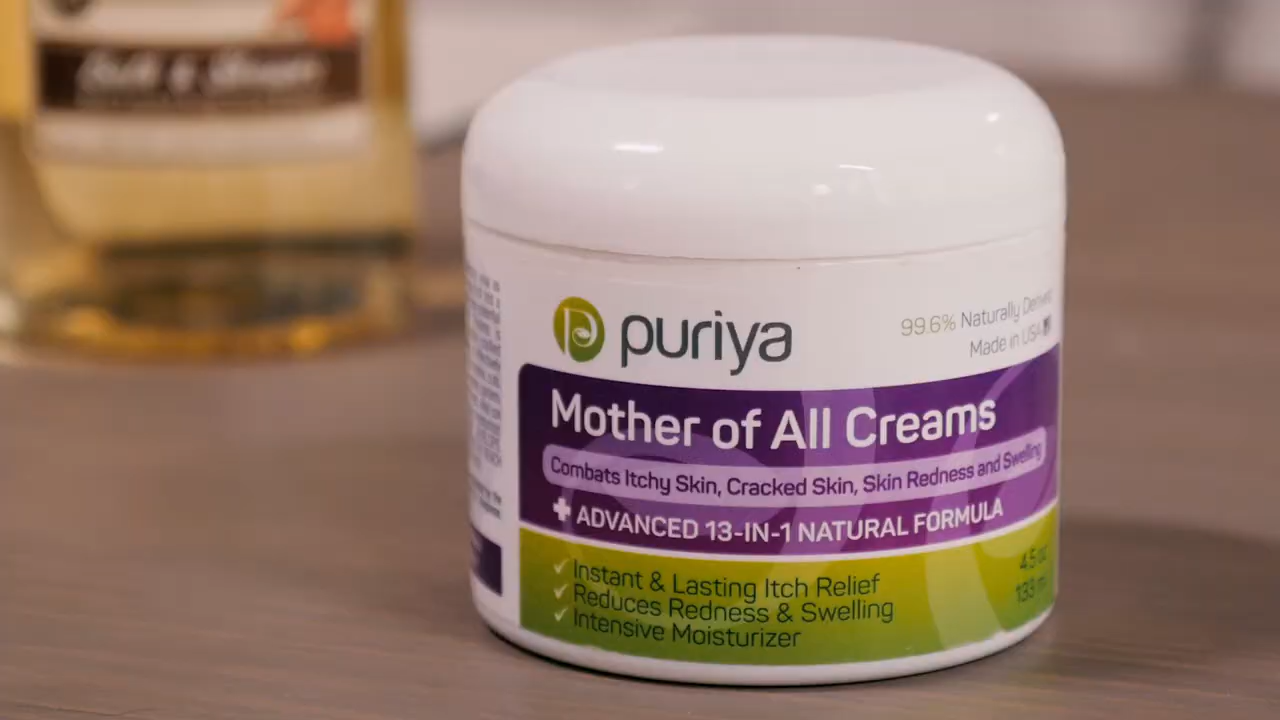 puriya
99.6% Naturally Derived
Made in USA
Mother of All Creams
Combats Itchy Skin, Cracked Skin, Skin Redness and Swelling
ADVANCED 13-IN-1 NATURAL FORMULA
Instant & Lasting Itch Relief
Reduces Redness & Swelling
Intensive Moisturizer
4.5 oz
133 ml